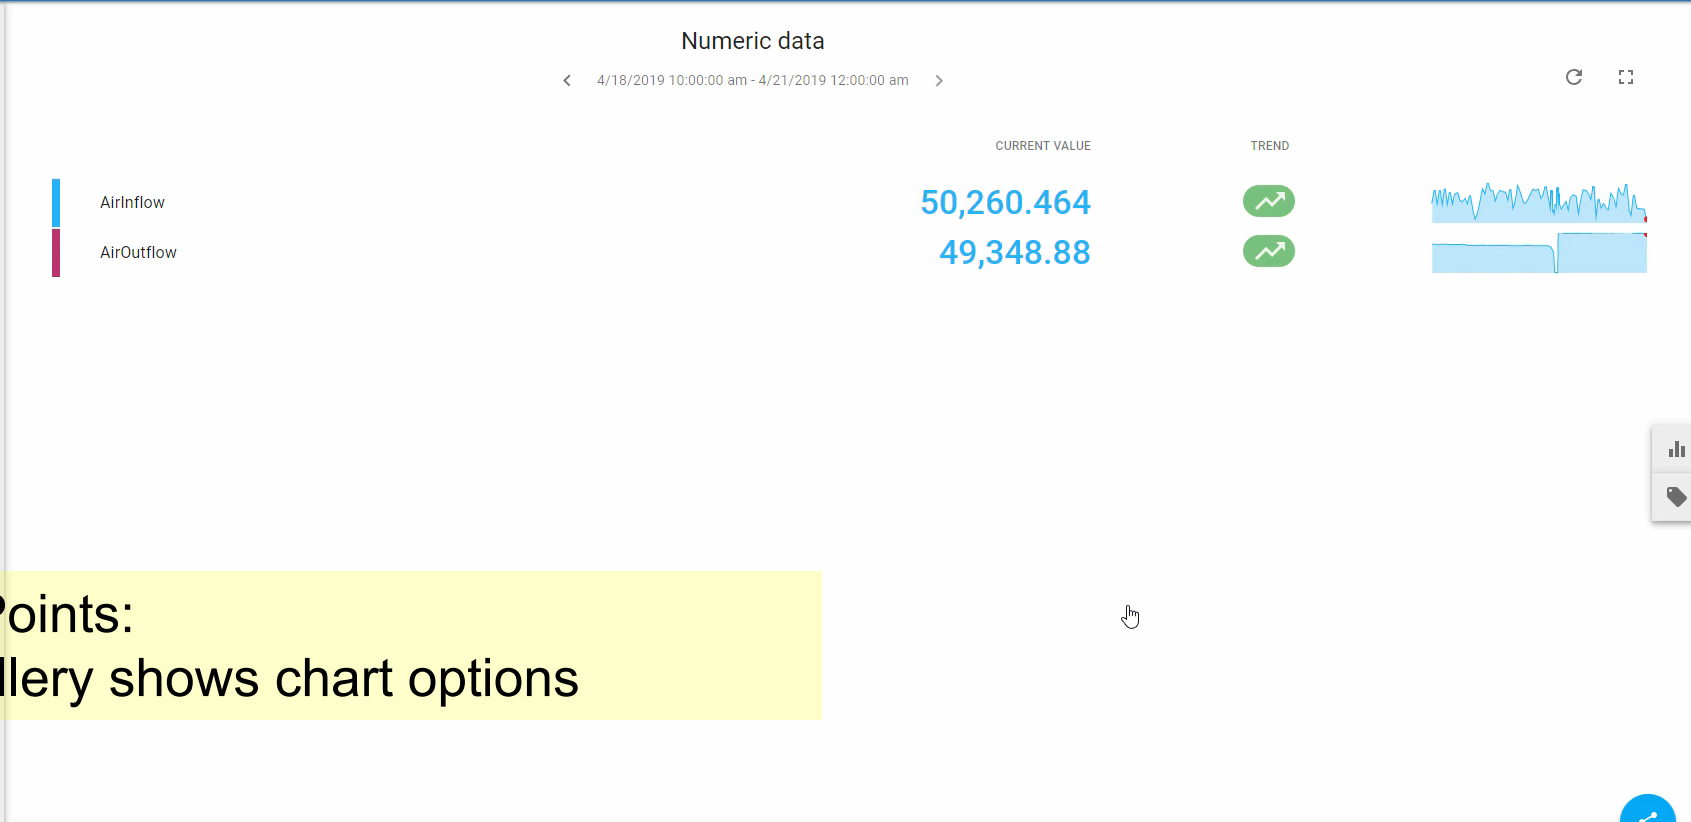 Numeric data
4/18/2019 10:00:00 am - 4/21/2019 12:00:00 am
CURRENT VALUE TREND
AirInflow 50,260.464
AirOutflow 49,348.88
Points:
llery shows chart options